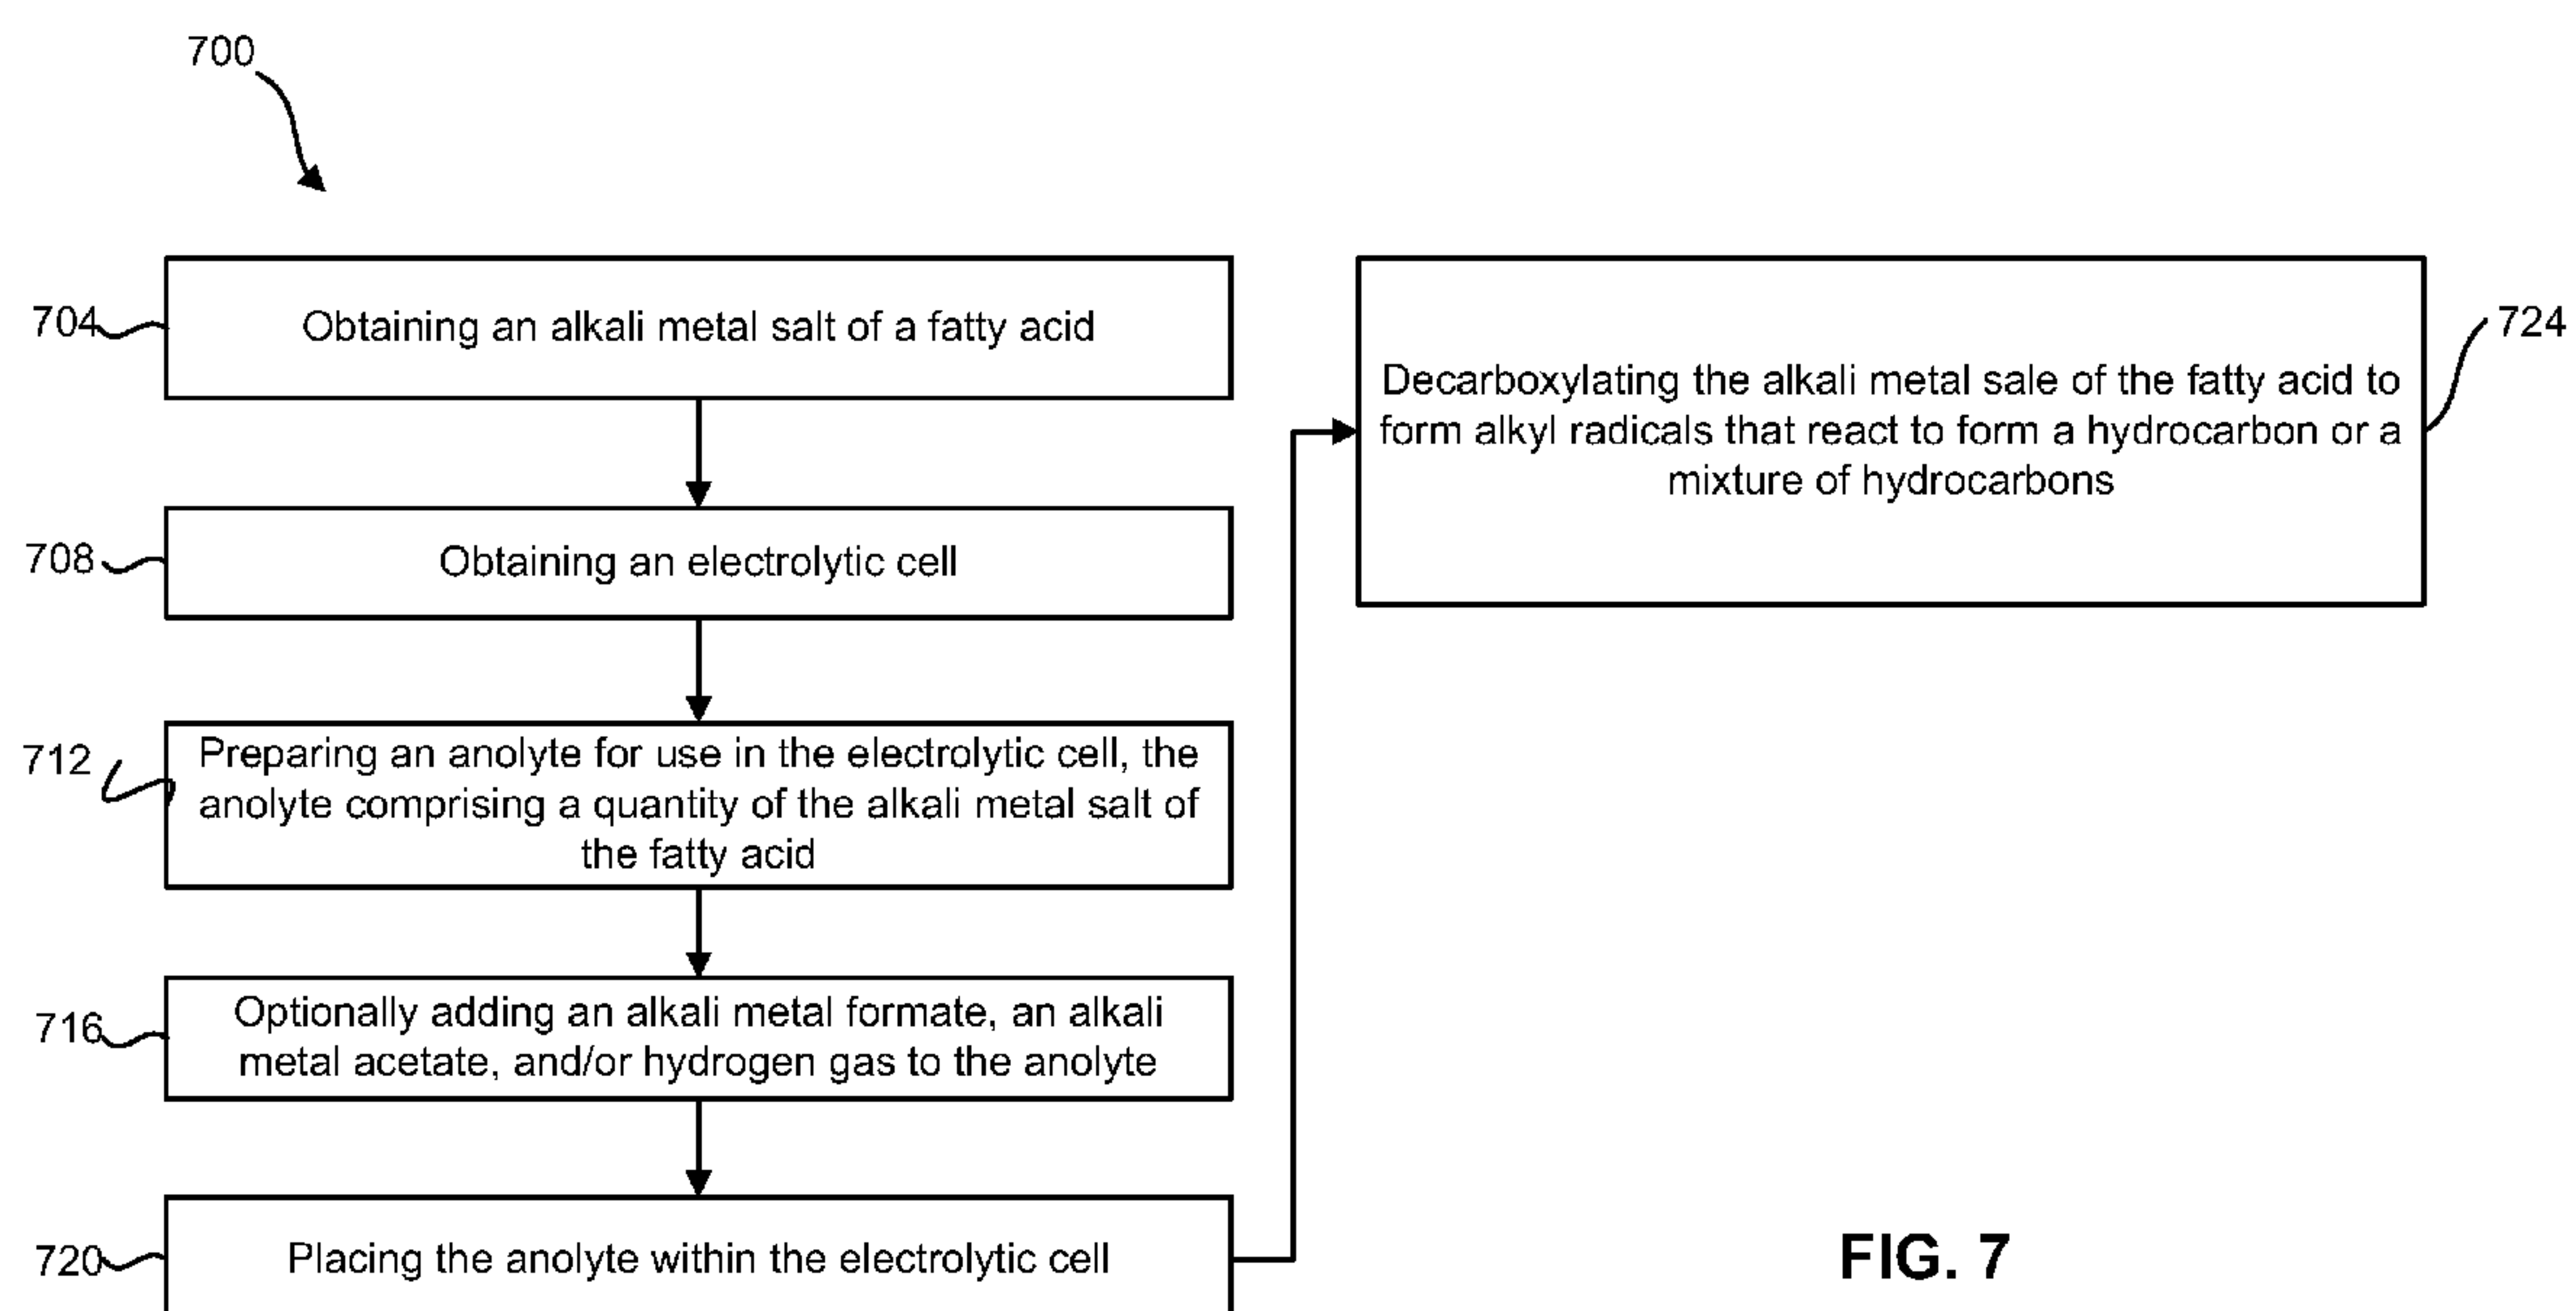 700
704
Obtaining an alkali metal salt of a fatty acid
708
Obtaining an electrolytic cell
712
Preparing an anolyte for use in the electrolytic cell, the
anolyte comprising a quantity of the alkali metal salt of
the fatty acid
716
Optionally adding an alkali metal formate, an alkali
metal acetate, and/or hydrogen gas to the anolyte
720
Placing the anolyte within the electrolytic cell
724
Decarboxylating the alkali metal sale of the fatty acid to
form alkyl radicals that react to form a hydrocarbon or a
mixture of hydrocarbons
FIG. 7